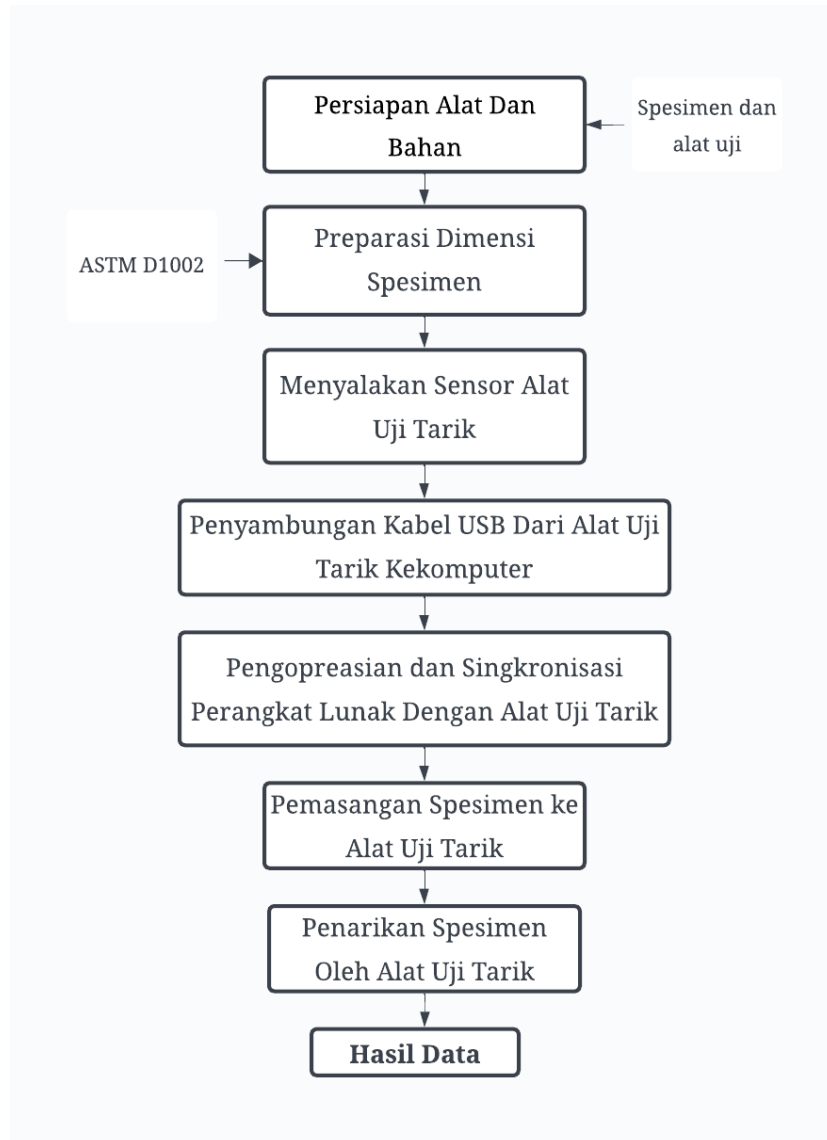 Persiapan Alat Dan
Bahan
Spesimen dan
alat uji
Preparasi Dimensi
Spesimen
ASTM D1002
Menyalakan Sensor Alat
Uji Tarik
Penyambungan Kabel USB Dari Alat Uji
Tarik Kekomputer
Pengopreasian dan Singkronisasi
Perangkat Lunak Dengan Alat Uji Tarik
Pemasangan Spesimen ke
Alat Uji Tarik
Penarikan Spesimen
Oleh Alat Uji Tarik
Hasil Data